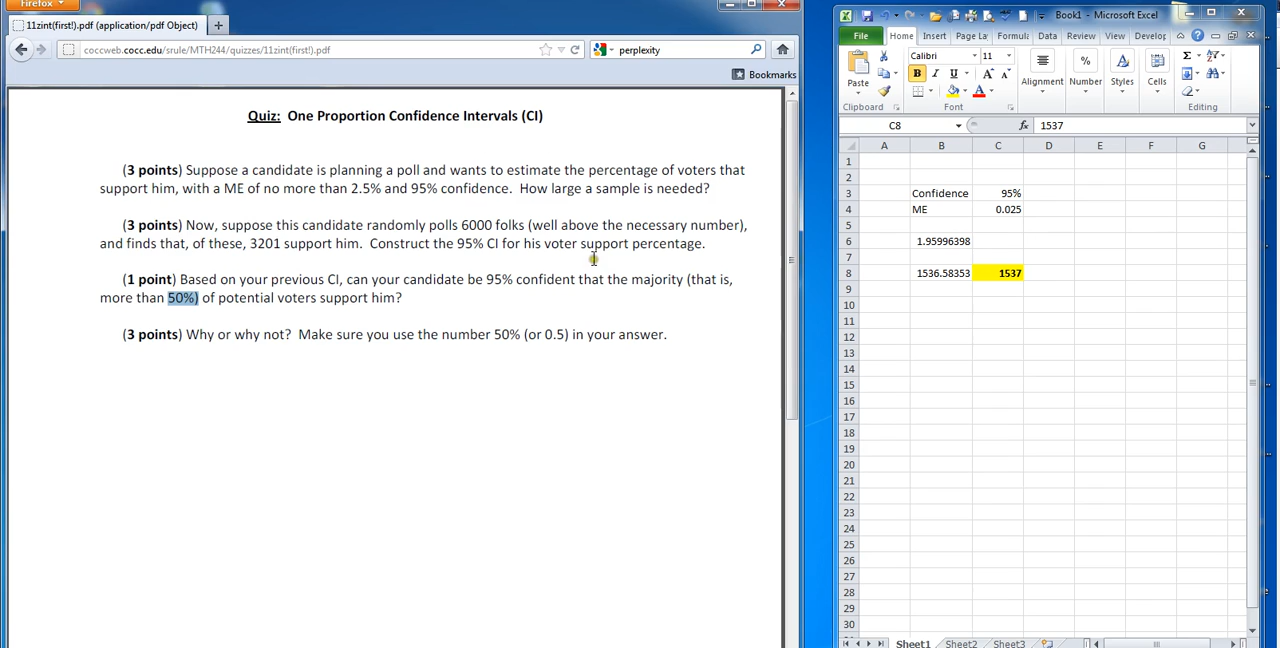 Firefox
11zint(first!).pdf (application/pdf Object)
coccweb.cocc.edu/srule/MTH244/quizzes/11zint(first!).pdf
perplexity
Bookmarks
Quiz: One Proportion Confidence Intervals (CI)
(3 points) Suppose a candidate is planning a poll and wants to estimate the percentage of voters that
support him, with a ME of no more than 2.5% and 95% confidence. How large a sample is needed?
(3 points) Now, suppose this candidate randomly polls 6000 folks (well above the necessary number),
and finds that, of these, 3201 support him. Construct the 95% CI for his voter support percentage.
(1 point) Based on your previous CI, can your candidate be 95% confident that the majority (that is,
more than 50%) of potential voters support him?
(3 points) Why or why not? Make sure you use the number 50% (or 0.5) in your answer.
Book1 - Microsoft Excel
File Home Insert Page La Formula Data Review View Develop
Paste
Calibri 11
B I U A A
A
Alignment
%
Number
A
Styles
Cells
Σ
Clipboard Font Editing
C8 fx 1537
A B C D E F G
1
2
3 Confidence 95%
4 ME 0.025
5
6 1.95996398
7
8 1536.58353 1537
9
10
11
12
13
14
15
16
17
18
19
20
21
22
23
24
25
26
27
28
29
30
Sheet1 Sheet2 Sheet3